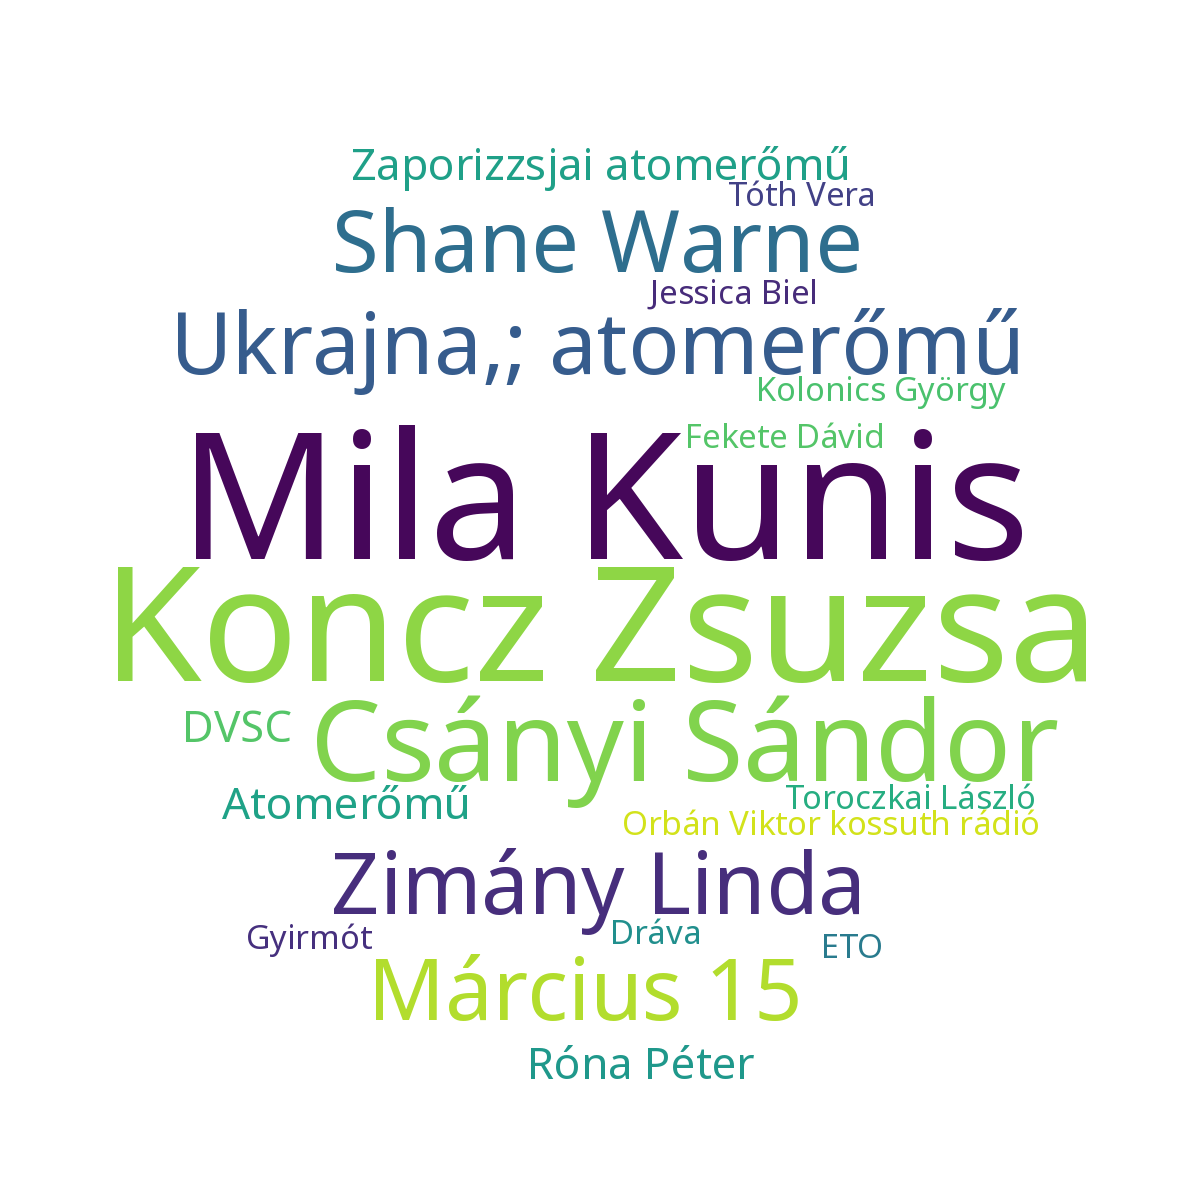 Zaporizzsjai atomerőmű
Tóth Vera
Shane Warne
Jessica Biel
Ukrajna,; atomerőmű
Kolonics György
Fekete Dávid
Mila Kunis
Koncz Zsuzsa
DVSC
Csányi Sándor
Atomerőmű
Toroczkai László
Orbán Viktor kossuth rádió
Zimány Linda
Gyirmót
Dráva
ETO
Március 15
Róna Péter